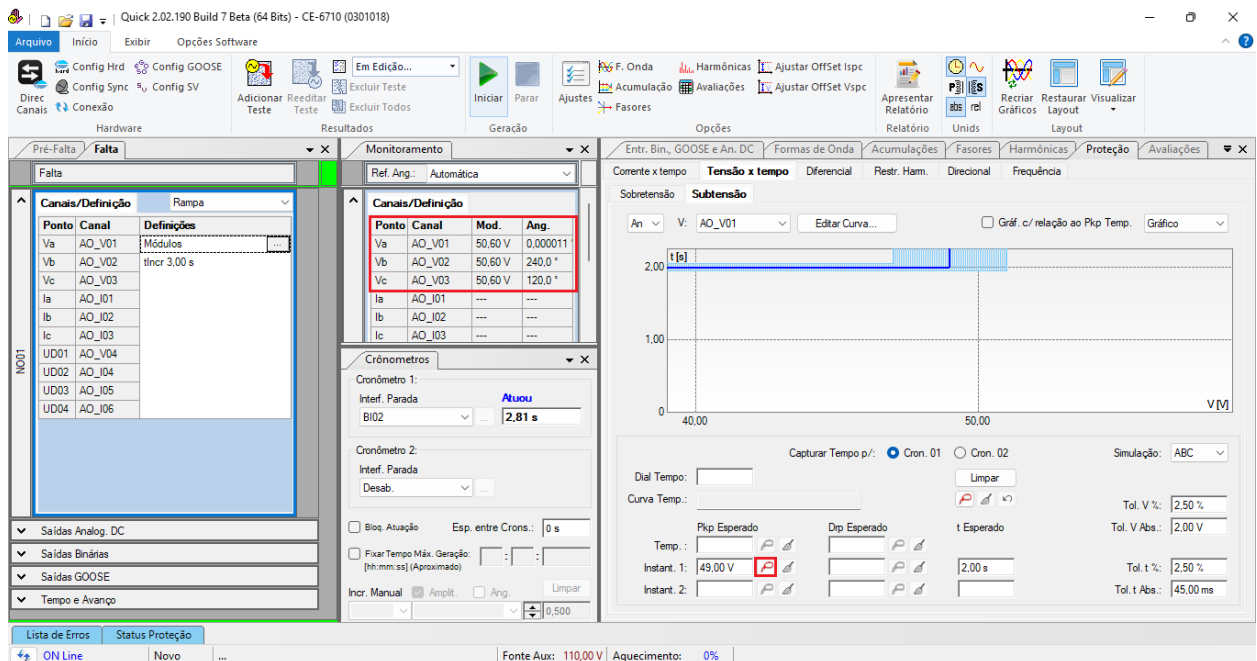 Quick 2.02.190 Build 7 Beta (64 Bits) - CE-6710 (0301018)
Arquivo Início Exibir Opções Software
Direc Canais
Config Hrd Config GOOSE
Config Sync Config SV
Conexão
Hardware
Adicionar Teste
Reeditar Teste
Em Edição...
Excluir Teste
Excluir Todos
Resultados
Iniciar Parar
Geração
Ajustes
F. Onda Harmônicas Ajustar OffSet Ispc
Acumulação Avaliações Ajustar OffSet Vspc
Fasores
Opções
Apresentar Relatório
Relatório
abs rel
Unids
Recriar Gráficos
Restaurar Layout
Visualizar
Layout
Pré-Falta Falta
Falta
NO01
Canais/Definição Rampa
Ponto Canal Definições
Va AO_V01 Módulos ...
Vb AO_V02 tIncr 3,00 s
Vc AO_V03
Ia AO_I01
Ib AO_I02
Ic AO_I03
UD01 AO_V04
UD02 AO_I04
UD03 AO_I05
UD04 AO_I06
Saídas Analog. DC
Saídas Binárias
Saídas GOOSE
Tempo e Avanço
Monitoramento
Ref. Ang.: Automática
Canais/Definição
Ponto Canal Mod. Ang.
Va AO_V01 50,60 V 0,000011 °
Vb AO_V02 50,60 V 240,0 °
Vc AO_V03 50,60 V 120,0 °
Ia AO_I01 --- ---
Ib AO_I02 --- ---
Ic AO_I03 --- ---
Crônometros
Cronômetro 1:
Interf. Parada Atuou
BI02 ... 2,81 s
Cronômetro 2:
Interf. Parada
Desab. ...
Bloq. Atuação Esp. entre Crons.: 0 s
Fixar Tempo Máx. Geração: : :
[hh:mm:ss] (Aproximado)
Limpar
Incr. Manual Amplit. Ang.
0,500
Entr. Bin., GOOSE e An. DC Formas de Onda Acumulações Fasores Harmônicas Proteção Avaliações
Corrente x tempo Tensão x tempo Diferencial Restr. Harm. Direcional Frequência
Sobretensão Subtensão
An V: AO_V01 Editar Curva... Gráf. c/ relação ao Pkp Temp. Gráfico
t [s]
2,00
1,00
0
40,00 50,00
V [V]
Capturar Tempo p/: Cron. 01 Cron. 02 Simulação: ABC
Dial Tempo: Limpar
Curva Temp.: Tol. V %: 2,50 %
Pkp Esperado Drp Esperado t Esperado Tol. V Abs.: 2,00 V
Temp. :
Instant. 1: 49,00 V 2,00 s Tol. t %: 2,50 %
Instant. 2: Tol. t Abs.: 45,00 ms
Lista de Erros Status Proteção
ON Line Novo ... Fonte Aux: 110,00 V Aquecimento: 0%